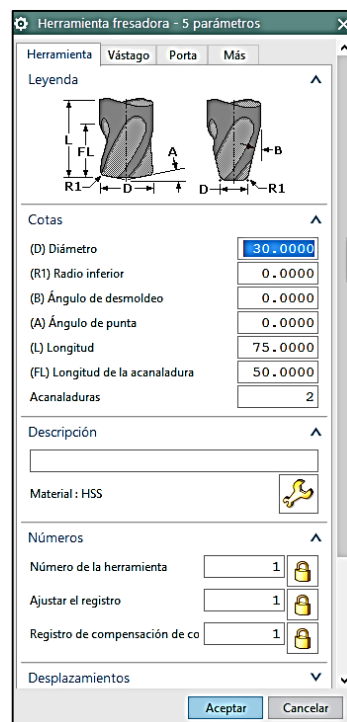 Herramienta fresadora - 5 parámetros
Herramienta Vástago Porta Más
Leyenda
L
FL
A
B
R1
D
D
R1
Cotas
(D) Diámetro 30.0000
(R1) Radio inferior 0.0000
(B) Ángulo de desmoldeo 0.0000
(A) Ángulo de punta 0.0000
(L) Longitud 75.0000
(FL) Longitud de la acanaladura 50.0000
Acanaladuras 2
Descripción
Material : HSS
Números
Número de la herramienta 1
Ajustar el registro 1
Registro de compensación de co 1
Desplazamientos
Aceptar Cancelar